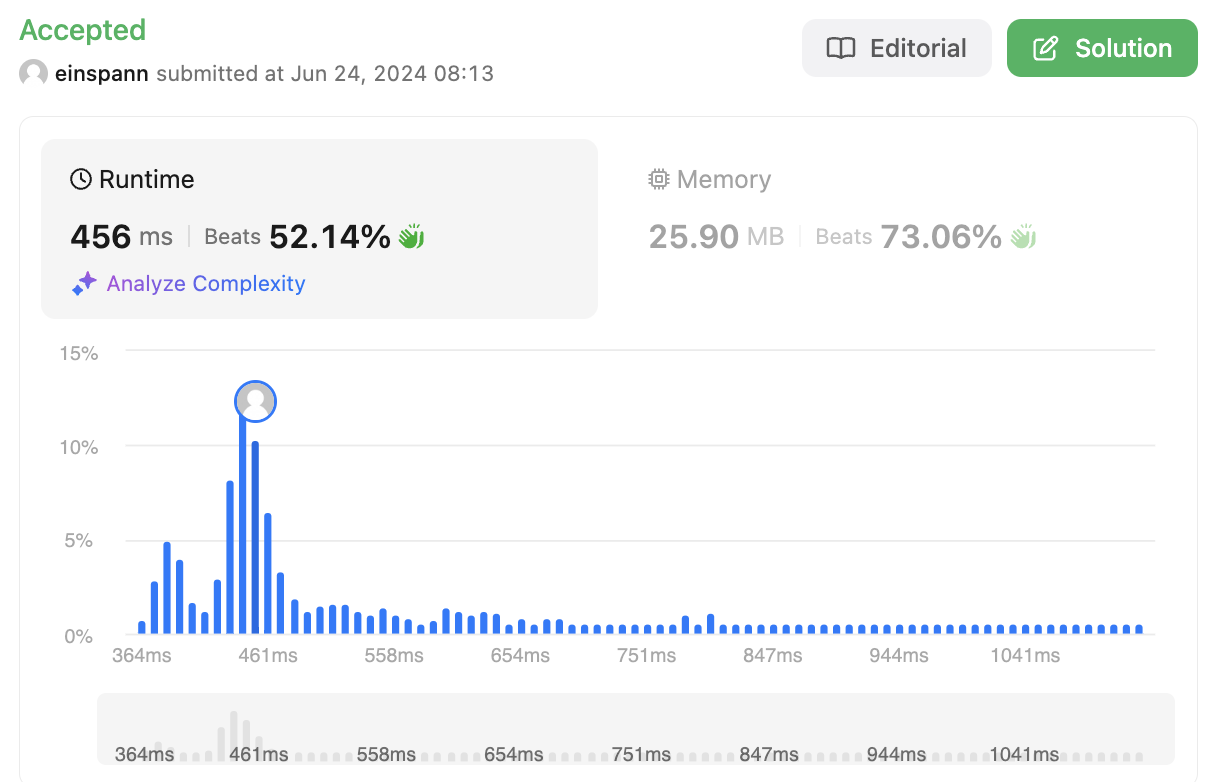 Accepted
einspann submitted at Jun 24, 2024 08:13
Editorial
Solution
Runtime
456 ms Beats 52.14%
Analyze Complexity
Memory
25.90 MB Beats 73.06%
15%
10%
5%
0%
364ms 461ms 558ms 654ms 751ms 847ms 944ms 1041ms
364ms 461ms 558ms 654ms 751ms 847ms 944ms 1041ms